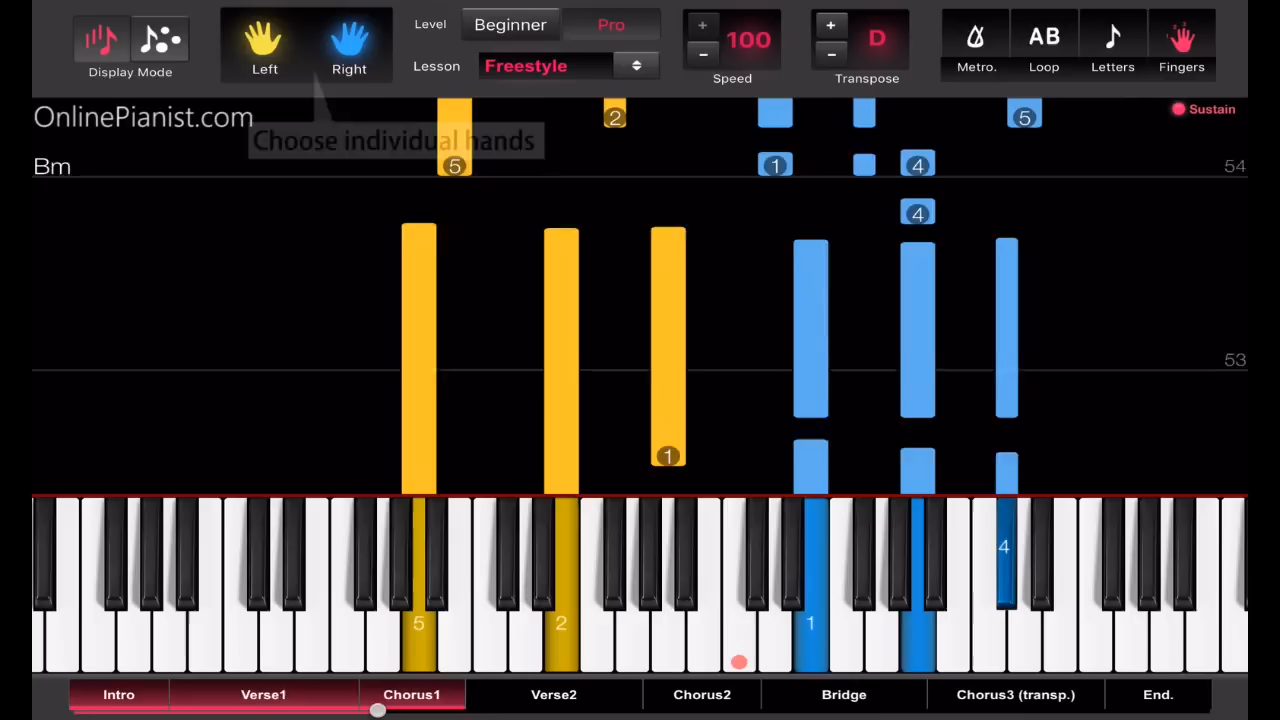 Display Mode
Left
Right
Level
Beginner
Pro
Lesson
Freestyle
+
-
100
Speed
+
-
D
Transpose
Metro.
AB
Loop
Letters
Fingers
OnlinePianist.com
Choose individual hands
Sustain
2
5
Bm
5
1
4
54
4
53
1
4
5
2
1
Intro
Verse1
Chorus1
Verse2
Chorus2
Bridge
Chorus3 (transp.)
End.